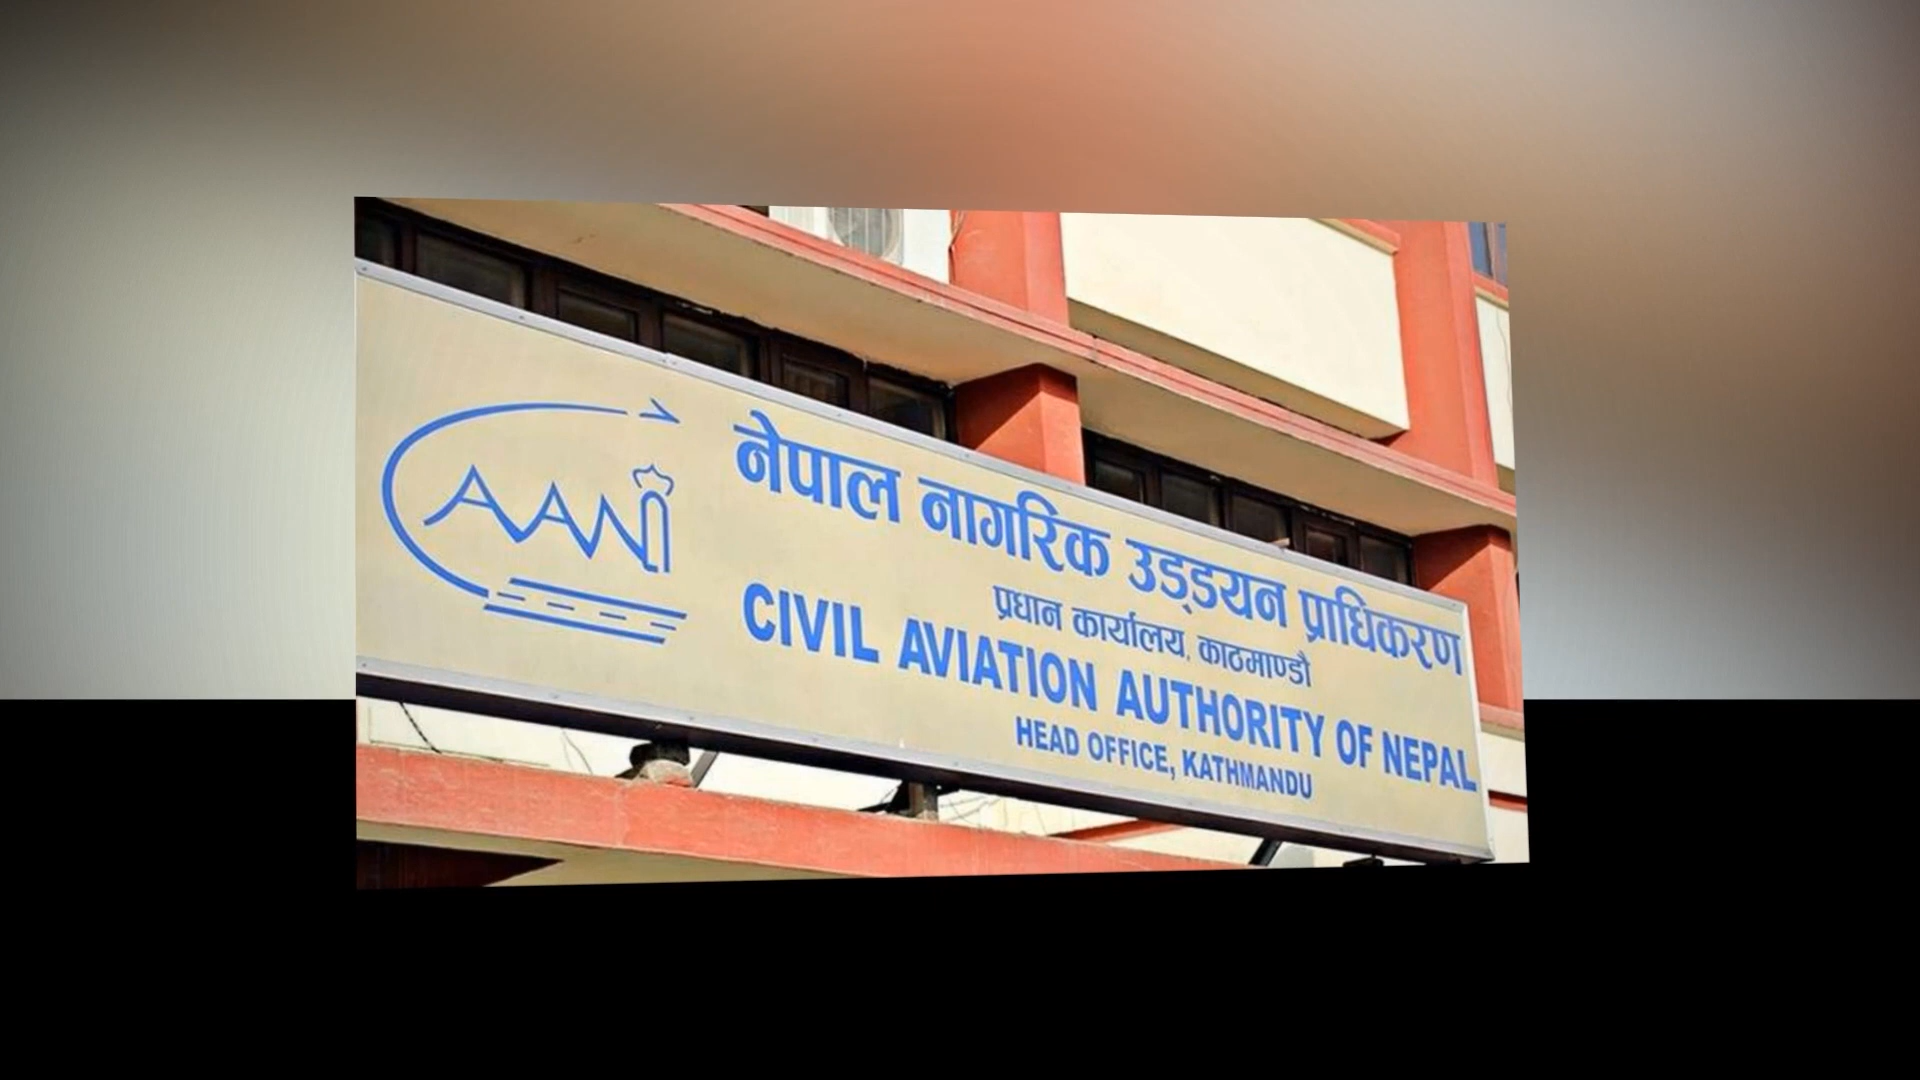 CAAN
नेपाल नागरिक उड्डयन प्राधिकरण
प्रधान कार्यालय, काठमाण्डौ
CIVIL AVIATION AUTHORITY OF NEPAL
HEAD OFFICE, KATHMANDU